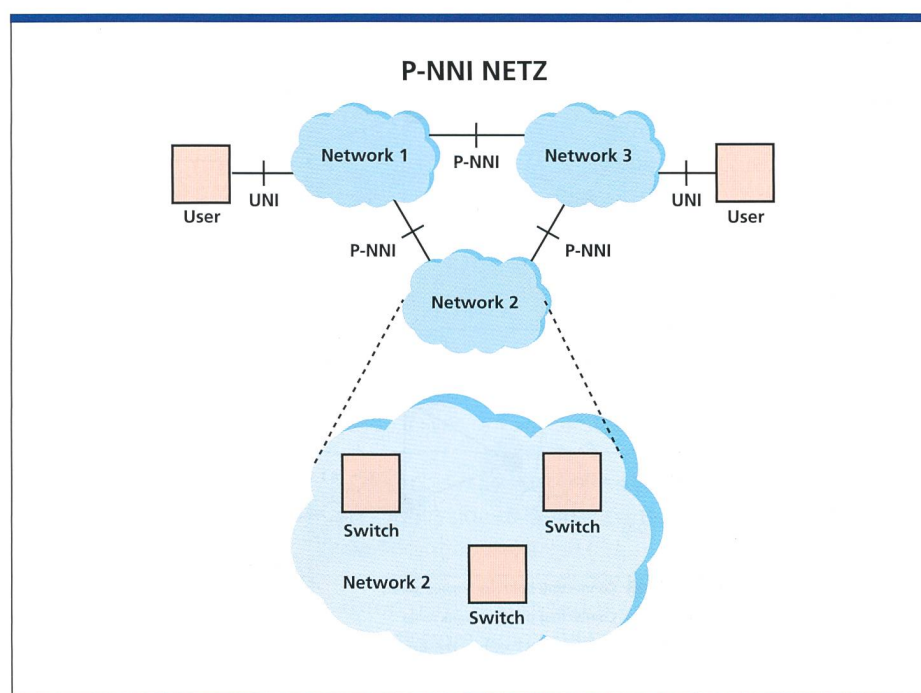 P-NNI NETZ
Network 1
P-NNI
Network 3
User
UNI
UNI
User
P-NNI
P-NNI
Network 2
Switch
Switch
Network 2
Switch